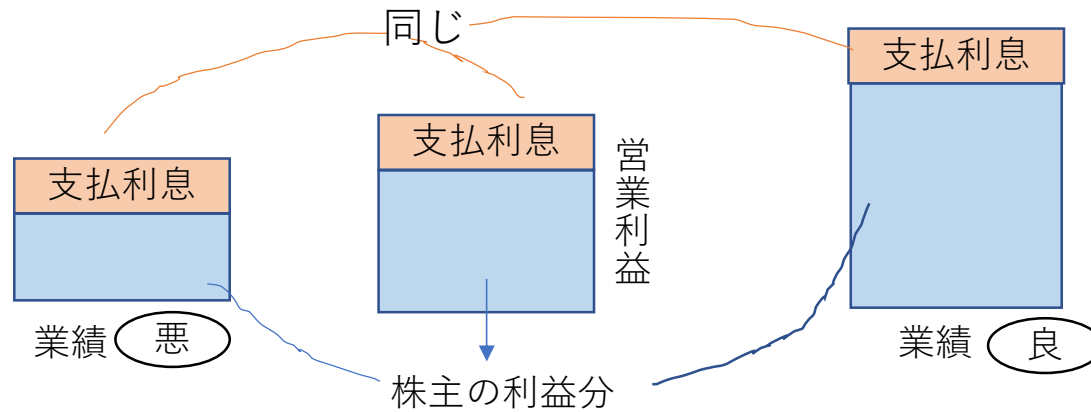 同じ
支払利息
支払利息
支払利息
営業利益
業績 悪
業績 良
株主の利益分